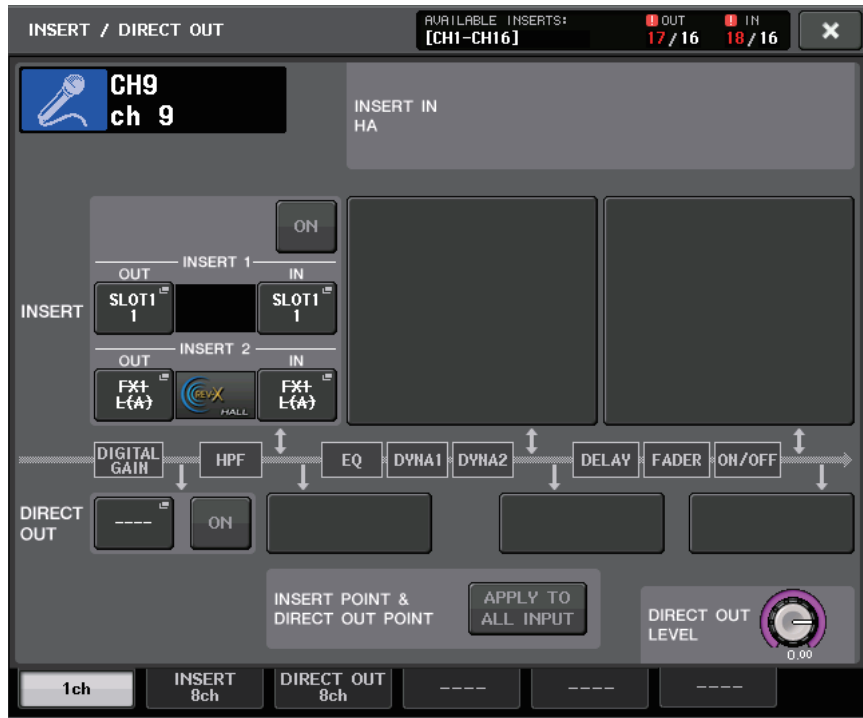 INSERT / DIRECT OUT
AVAILABLE INSERTS:
[CH1-CH16]
! OUT
17/16
! IN
18/16
×
CH9
ch 9
INSERT IN
HA
ON
INSERT 1
OUT
IN
INSERT
SLOT1
1
SLOT1
1
INSERT 2
OUT
IN
FX1
L(A)
REV-X
HALL
FX1
L(A)
DIGITAL
GAIN
HPF
EQ
DYNA1
DYNA2
DELAY
FADER
ON/OFF
DIRECT
OUT
----
ON
INSERT POINT &
DIRECT OUT POINT
APPLY TO
ALL INPUT
DIRECT OUT
LEVEL
0.00
1ch
INSERT
8ch
DIRECT OUT
8ch
----
----
----